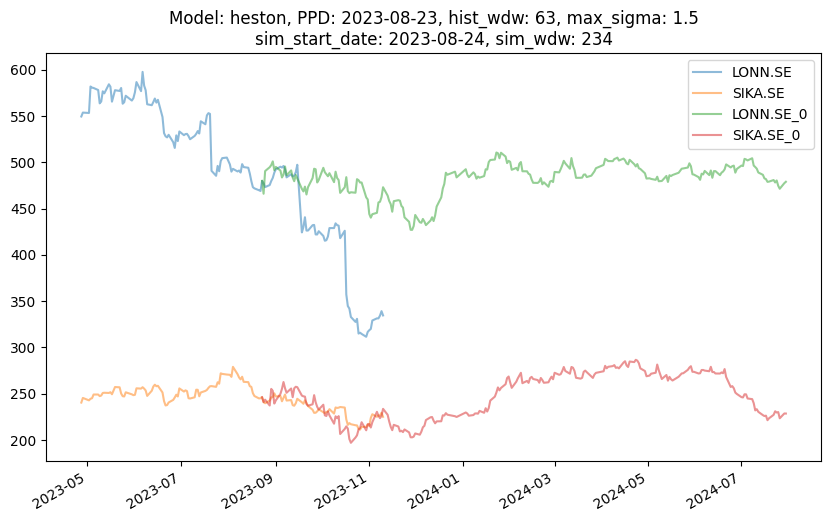 Model: heston, PPD: 2023-08-23, hist_wdw: 63, max_sigma: 1.5
sim_start_date: 2023-08-24, sim_wdw: 234
LONN.SE
SIKA.SE
LONN.SE_0
SIKA.SE_0
600
550
500
450
400
350
300
250
200
2023-05
2023-07
2023-09
2023-11
2024-01
2024-03
2024-05
2024-07